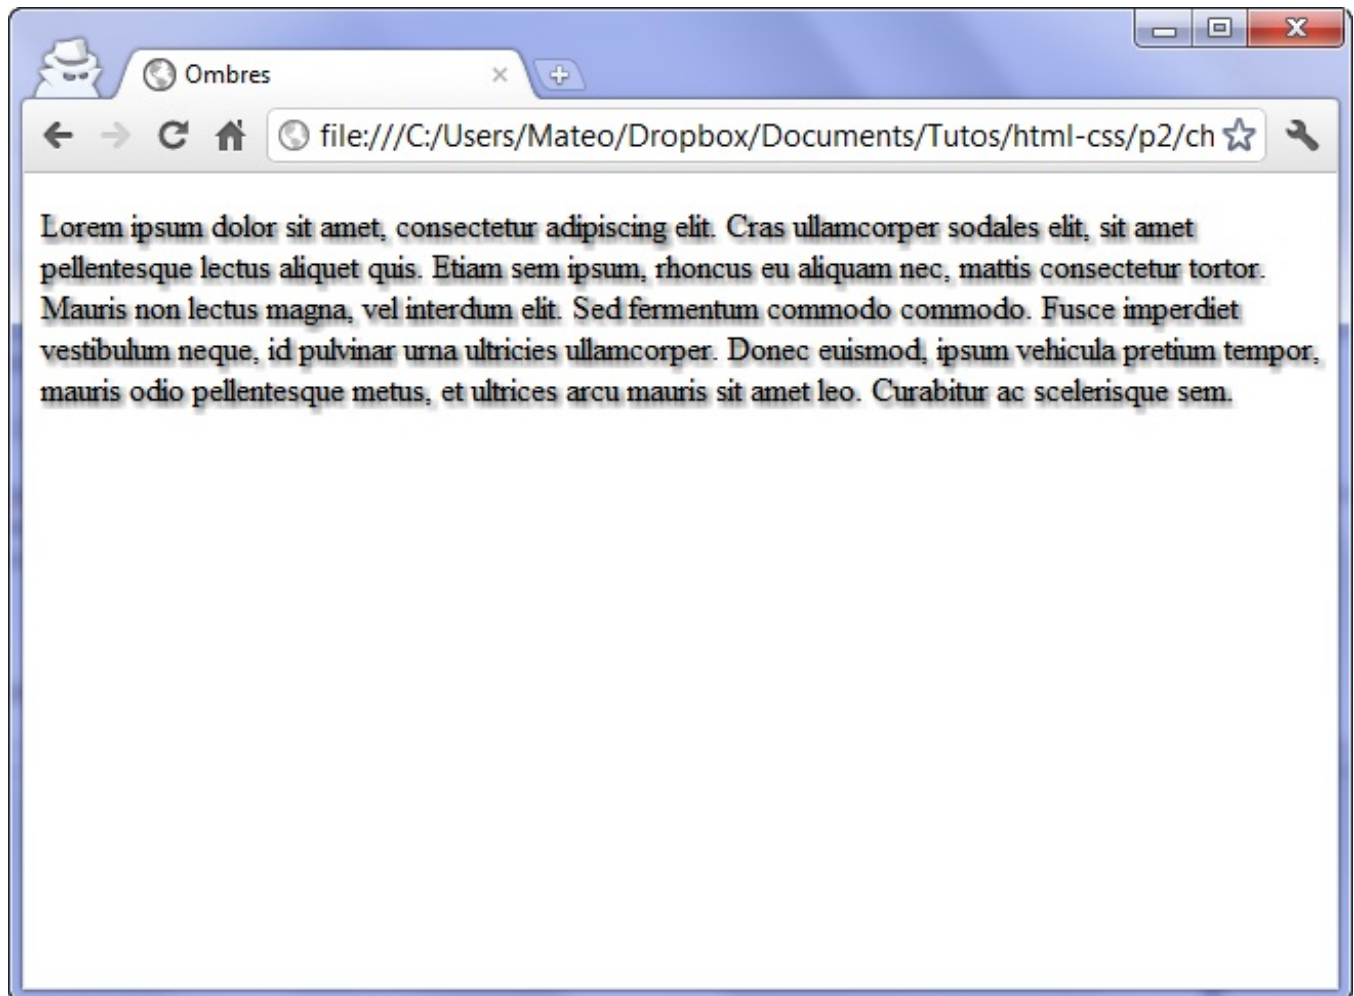 Ombres
file:///C:/Users/Mateo/Dropbox/Documents/Tutos/html-css/p2/ch
Lorem ipsum dolor sit amet, consectetur adipiscing elit. Cras ullamcorper sodales elit, sit amet
pellentesque lectus aliquet quis. Etiam sem ipsum, rhoncus eu aliquam nec, mattis consectetur tortor.
Mauris non lectus magna, vel interdum elit. Sed fermentum commodo commodo. Fusce imperdiet
vestibulum neque, id pulvinar urna ultricies ullamcorper. Donec euismod, ipsum vehicula pretium tempor,
mauris odio pellentesque metus, et ultrices arcu mauris sit amet leo. Curabitur ac scelerisque sem.